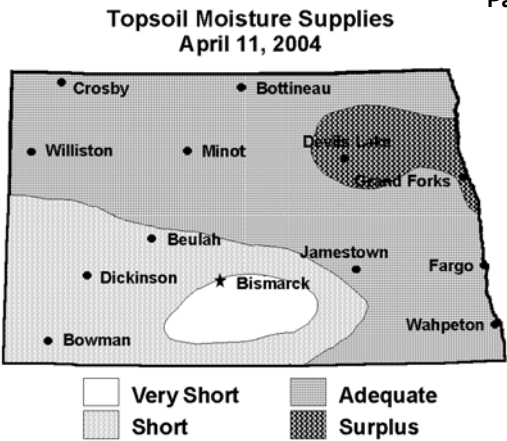 Pa
Topsoil Moisture Supplies
April 11, 2004
Crosby
Bottineau
Devils Lake
Williston
Minot
Grand Forks
Beulah
Jamestown
Fargo
Dickinson
Bismarck
Wahpeton
Bowman
Very Short
Adequate
Short
Surplus